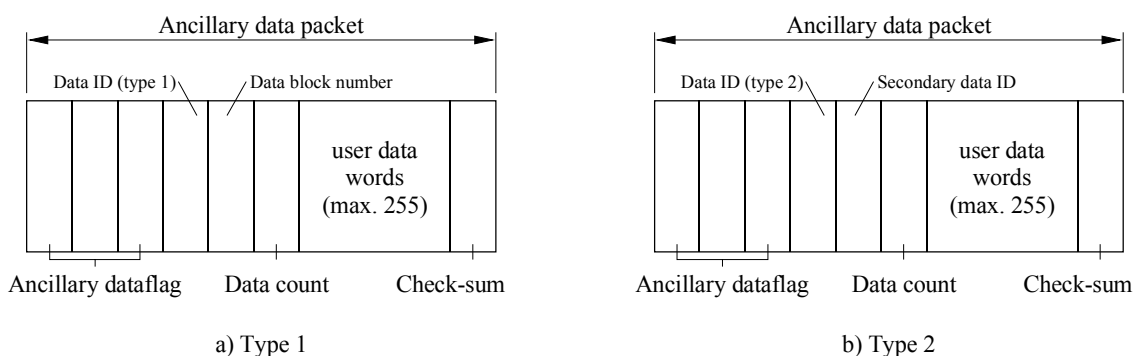 Ancillary data packet
Data ID (type 1)
Data block number
user data
words
(max. 255)
Ancillary dataflag
Data count
Check-sum
a) Type 1
Ancillary data packet
Data ID (type 2)
Secondary data ID
user data
words
(max. 255)
Ancillary dataflag
Data count
Check-sum
b) Type 2